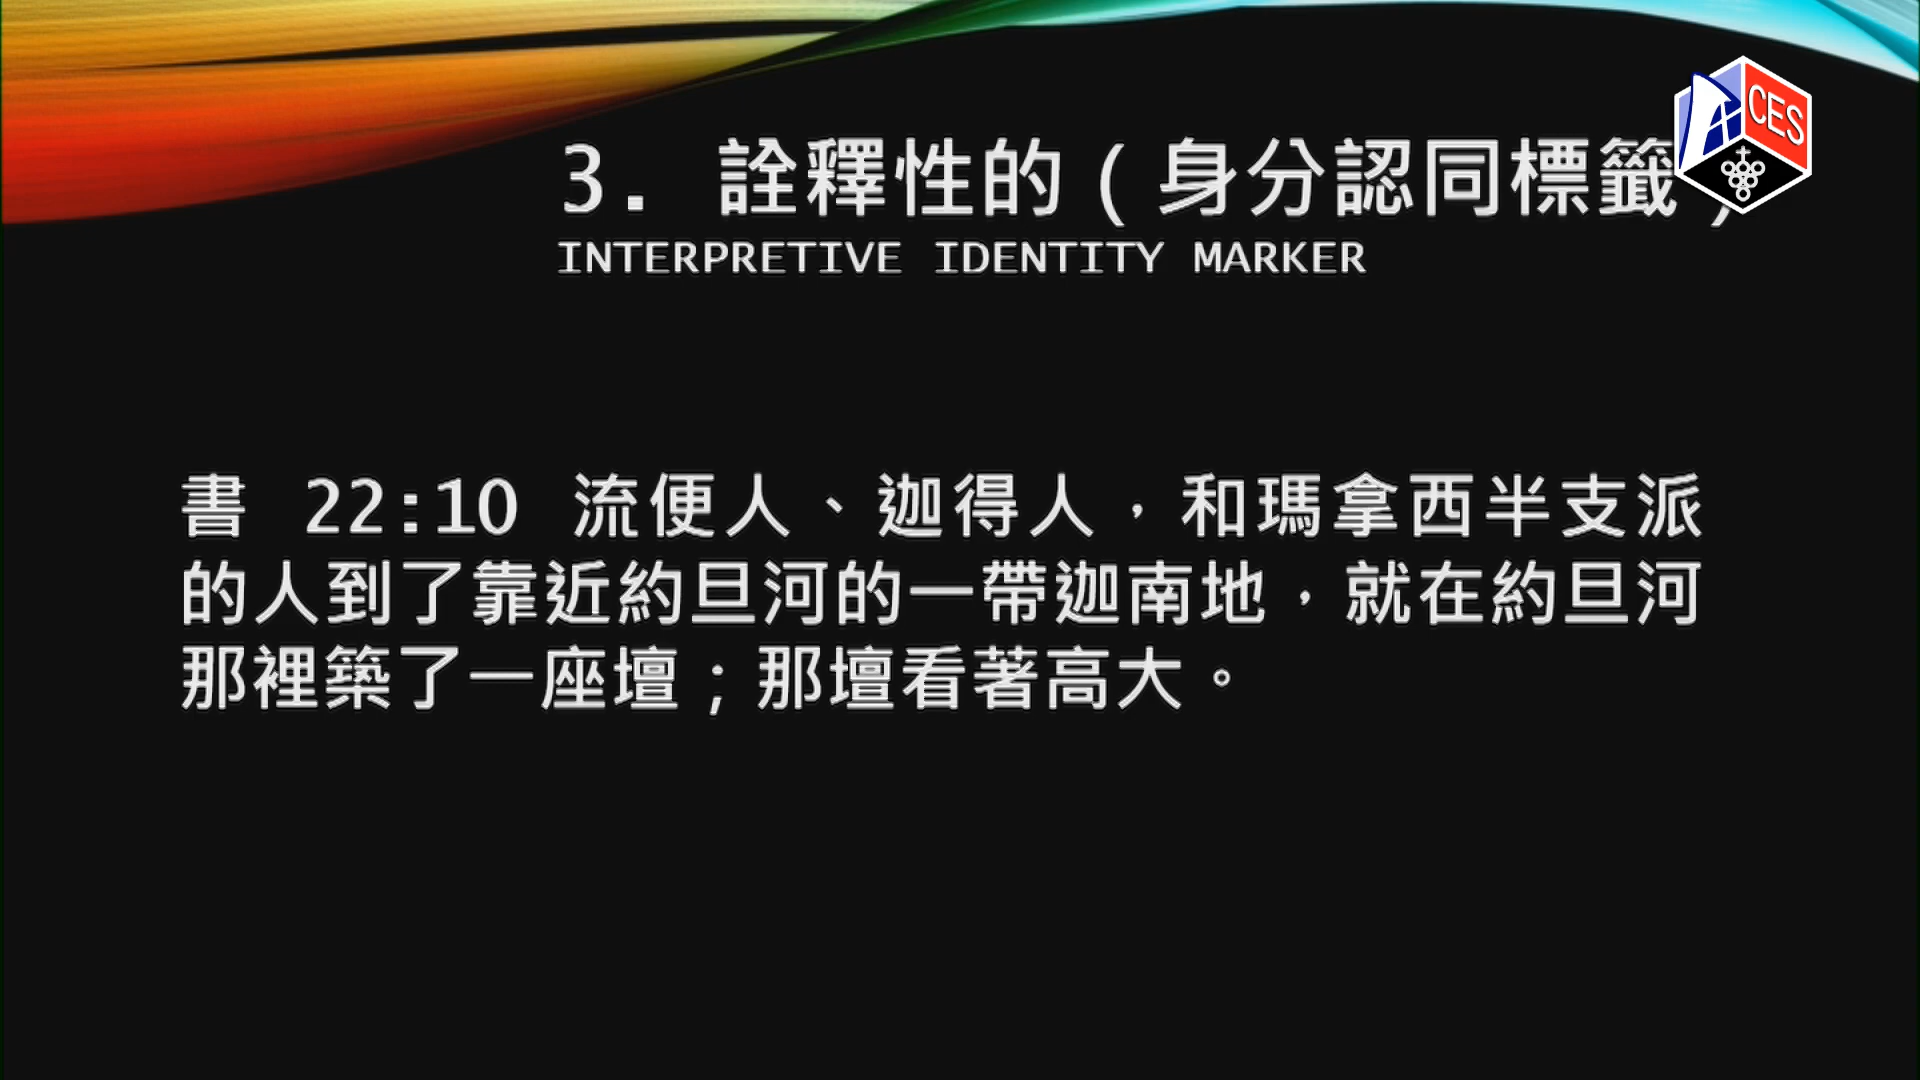 3. 詮釋性的（身分認同標籤）
INTERPRETIVE IDENTITY MARKER
CES
書 22:10 流便人、迦得人，和瑪拿西半支派
的人到了靠近約旦河的一帶迦南地，就在約旦河
那裡築了一座壇；那壇看著高大。